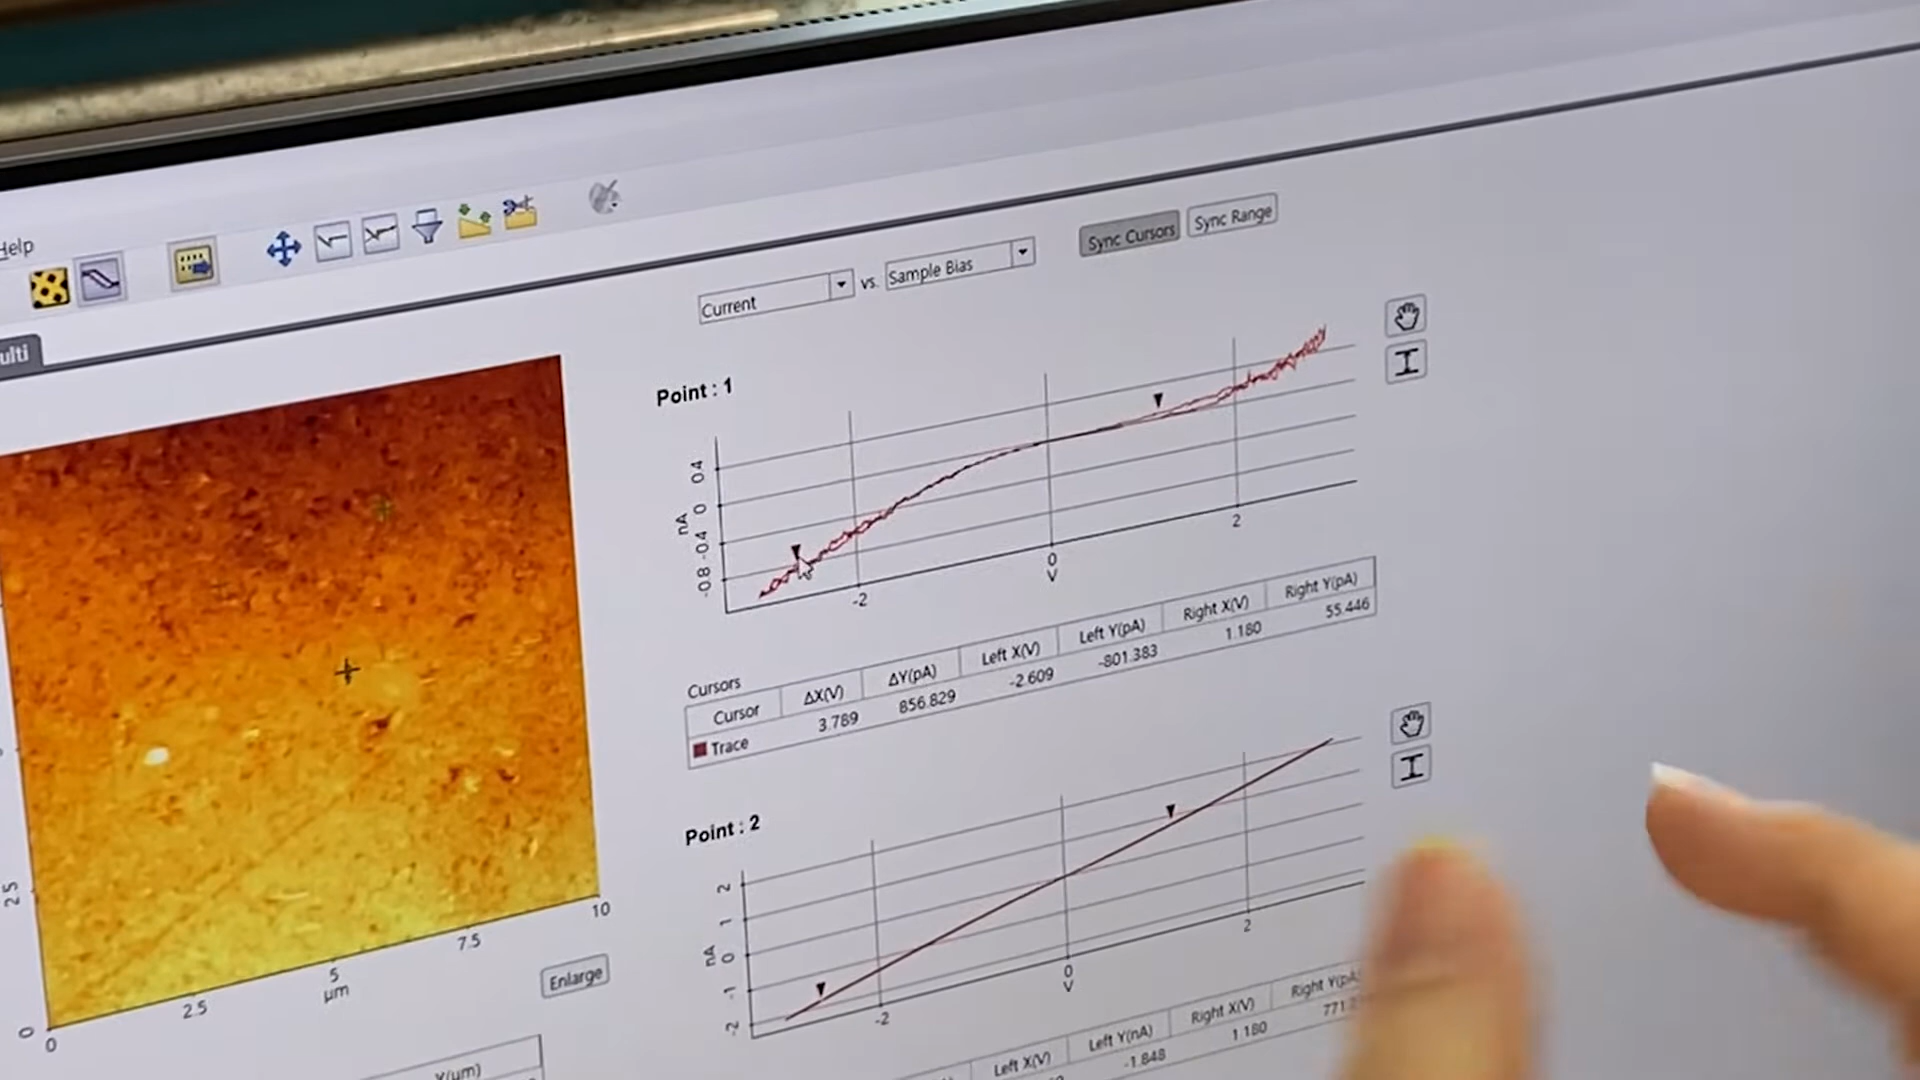 Help
ulti
Current
vs.
Sample Bias
Sync Cursors
Sync Range
Point : 1
0.4
0
-0.4
-0.8
nA
-2
0
2
V
Cursors
Cursor ΔX(V) ΔY(pA) Left X(V) Left Y(pA) Right X(V) Right Y(pA)
Trace 3.789 856.829 -2.609 -801.383 1.180 55.446
Point : 2
2
1
0
-1
-2
nA
-2
0
2
V
Left X(V) Left Y(nA) Right X(V) Right Y(pA
-1.848 1.180 771.
25
0
0
2.5
5
7.5
10
μm
Enlarge
Y(um)